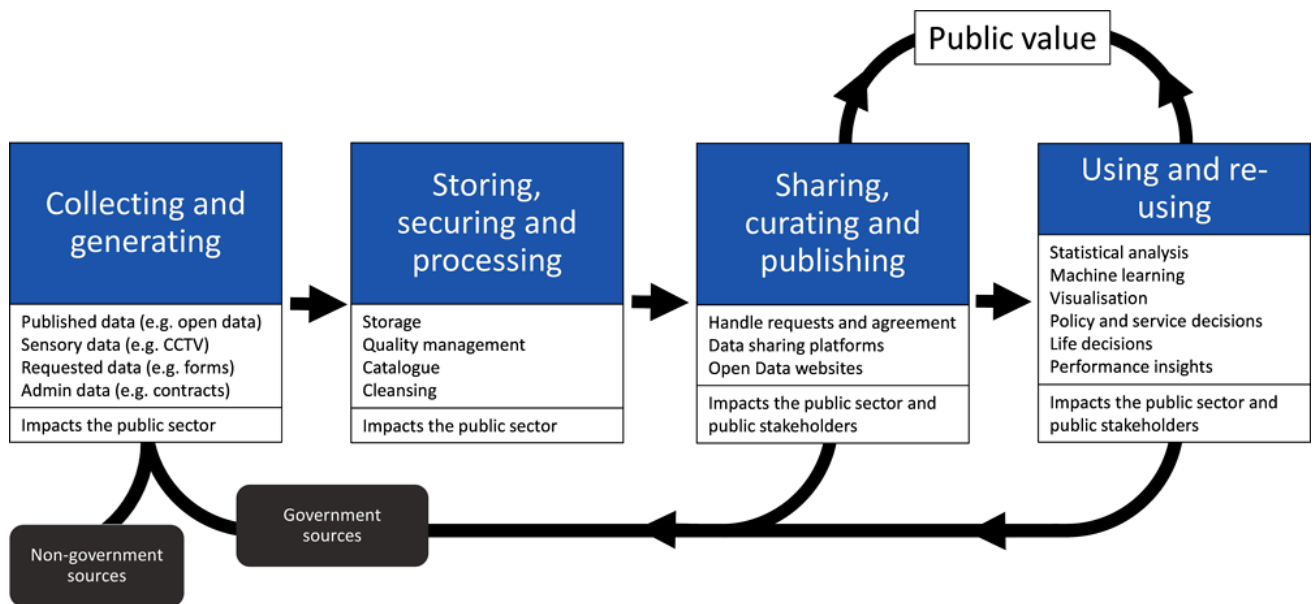 Public value
Collecting and
generating
Published data (e.g. open data)
Sensory data (e.g. CCTV)
Requested data (e.g. forms)
Admin data (e.g. contracts)
Impacts the public sector
Storing,
securing and
processing
Storage
Quality management
Catalogue
Cleansing
Impacts the public sector
Sharing,
curating and
publishing
Handle requests and agreement
Data sharing platforms
Open Data websites
Impacts the public sector and
public stakeholders
Using and re-
using
Statistical analysis
Machine learning
Visualisation
Policy and service decisions
Life decisions
Performance insights
Impacts the public sector and
public stakeholders
Government
sources
Non-government
sources